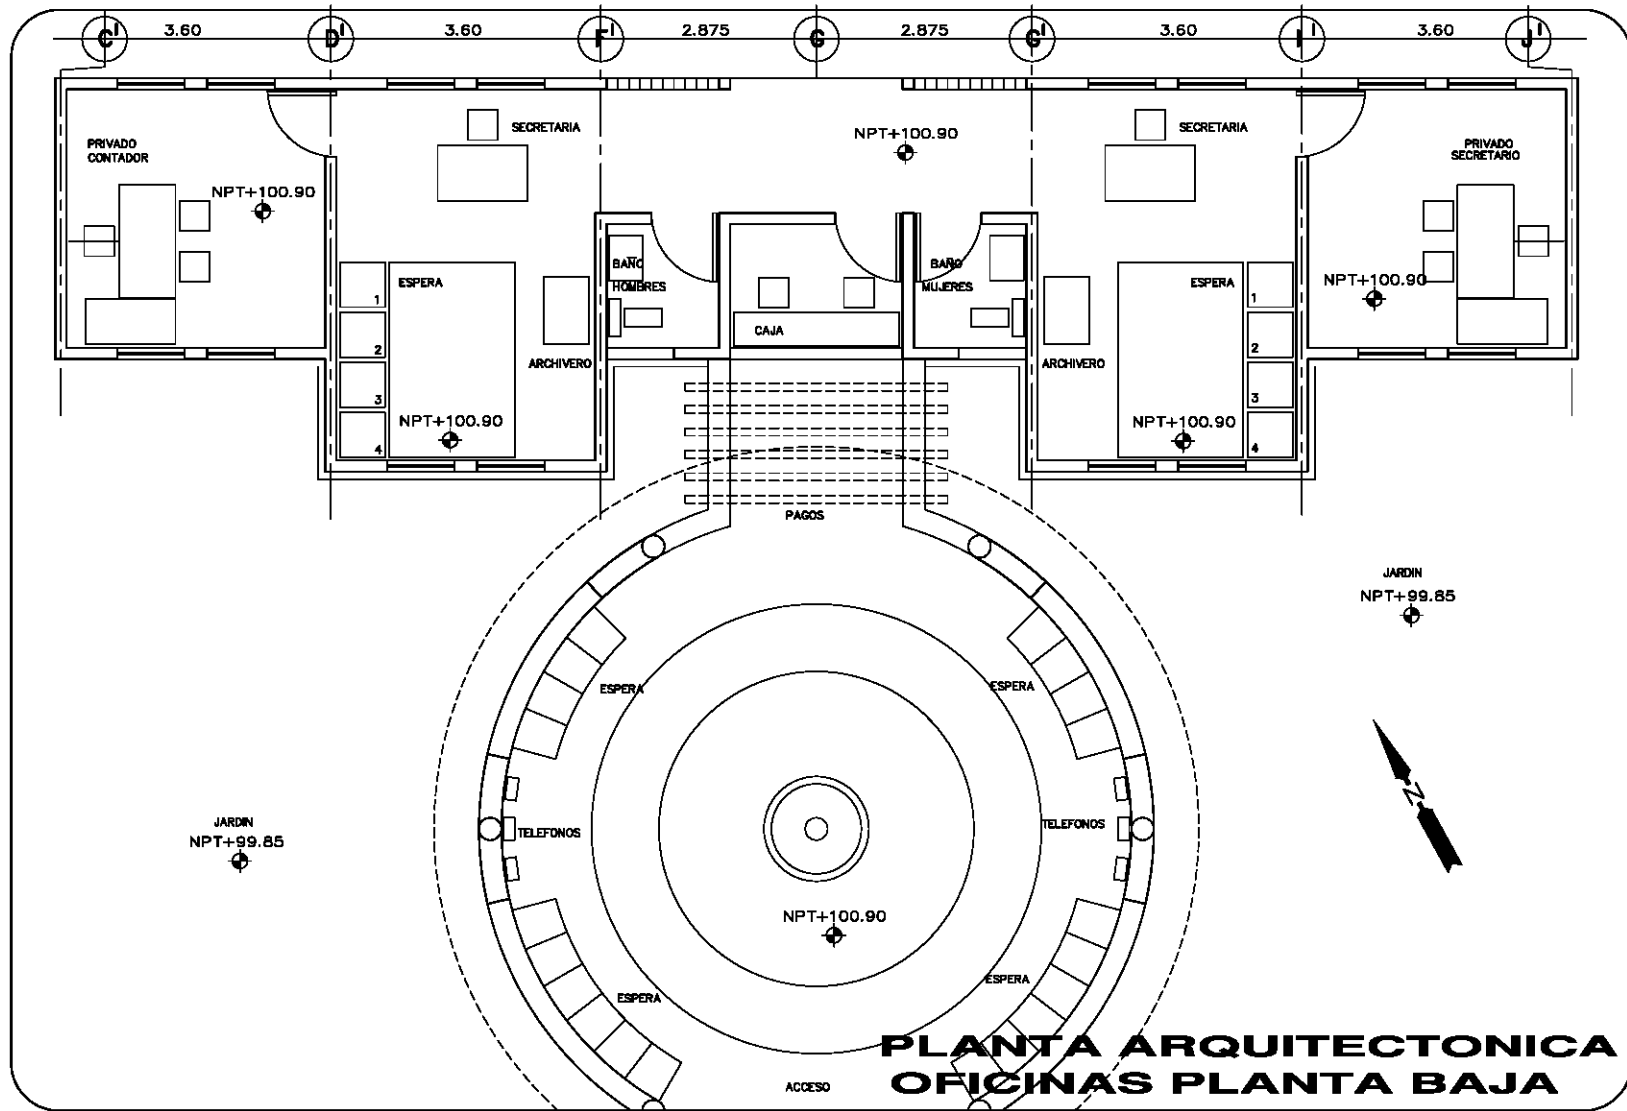 C' 3.60 D' 3.60 F' 2.875 G 2.875 G' 3.60 I' 3.60 J'
PRIVADO
CONTADOR
NPT+100.90
SECRETARIA
NPT+100.90
SECRETARIA
PRIVADO
SECRETARIO
NPT+100.90
ESPERA
1
2
3
4
ARCHIVERO
NPT+100.90
BAÑO
HOMBRES
CAJA
BAÑO
MUJERES
ARCHIVERO
ESPERA
1
2
3
4
NPT+100.90
PAGOS
JARDIN
NPT+99.85
ESPERA
ESPERA
N
JARDIN
NPT+99.85
TELEFONOS
TELEFONOS
NPT+100.90
ESPERA
ESPERA
ACCESO
PLANTA ARQUITECTONICA
OFICINAS PLANTA BAJA